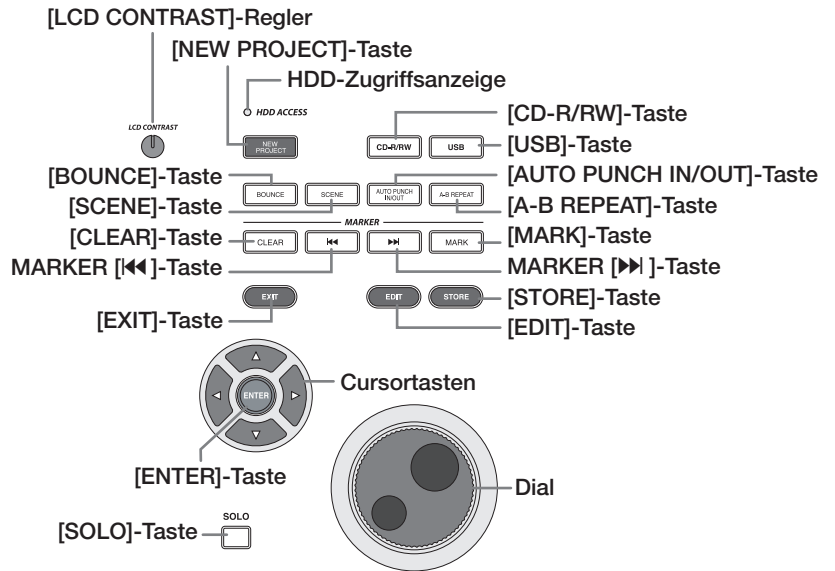 [LCD CONTRAST]-Regler
[NEW PROJECT]-Taste
HDD-Zugriffsanzeige
HDD ACCESS
[CD-R/RW]-Taste
LCD CONTRAST
NEW PROJECT
CD-R/RW
USB
[USB]-Taste
[BOUNCE]-Taste
[AUTO PUNCH IN/OUT]-Taste
BOUNCE
SCENE
AUTO PUNCH IN/OUT
A-B REPEAT
[SCENE]-Taste
[A-B REPEAT]-Taste
MARKER
[CLEAR]-Taste
CLEAR
MARK
[MARK]-Taste
MARKER [⏮]-Taste
MARKER [⏭ ]-Taste
EXIT
EDIT
STORE
[STORE]-Taste
[EXIT]-Taste
[EDIT]-Taste
Cursortasten
ENTER
[ENTER]-Taste
Dial
SOLO
[SOLO]-Taste